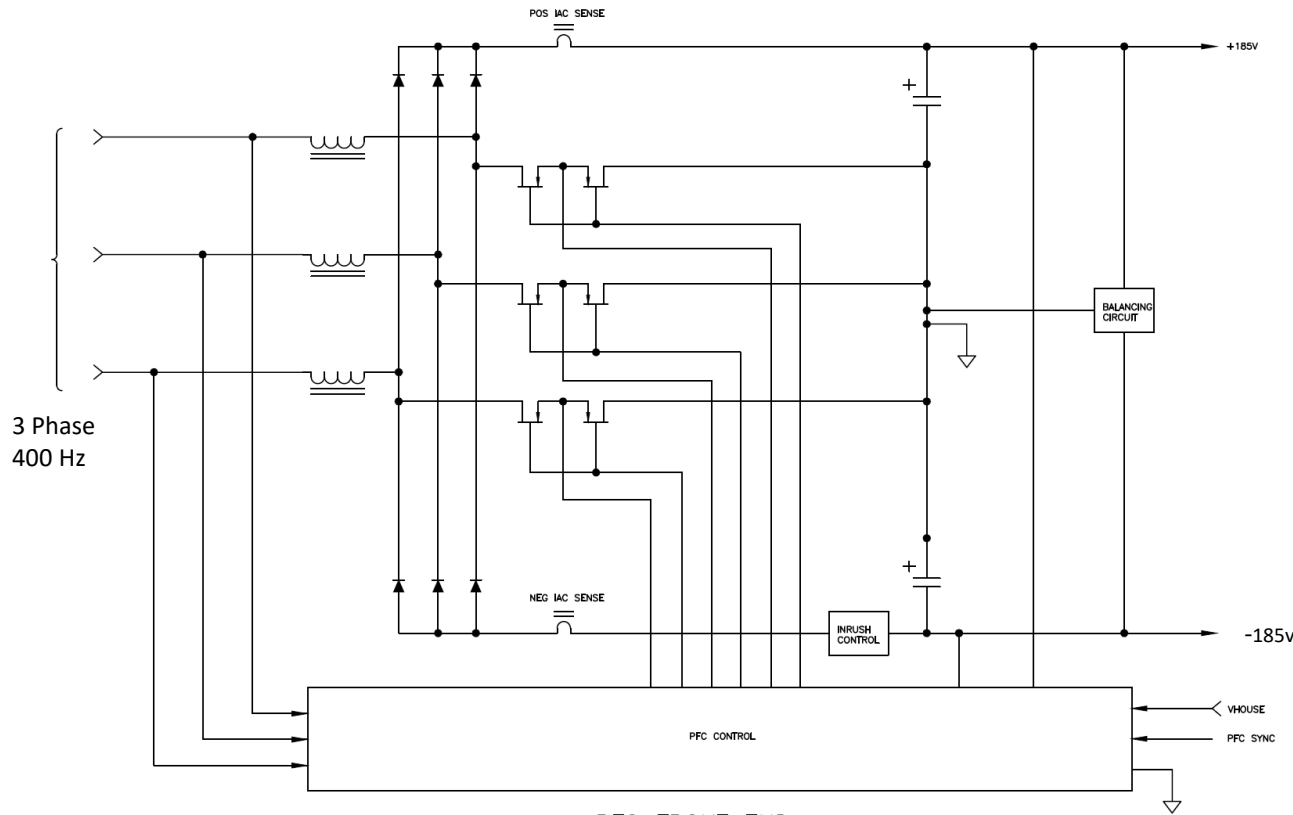 POS IAC SENSE
+185V
+
BALANCING
CIRCUIT
3 Phase
400 Hz
+
NEG IAC SENSE
INRUSH
CONTROL
-185v
VHOUSE
PFC CONTROL
PFC SYNC